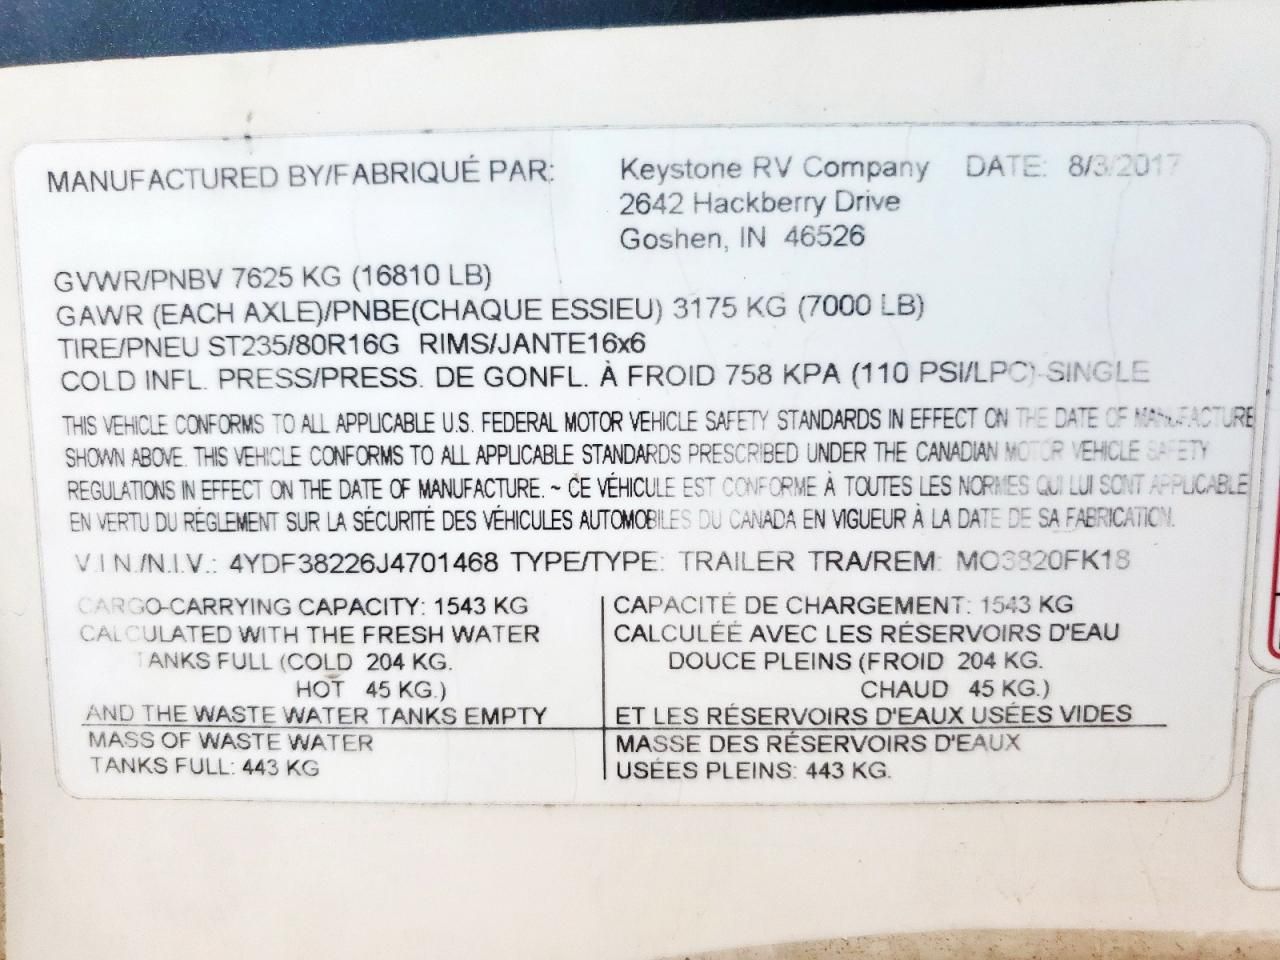 MANUFACTURED BY/FABRIQUÉ PAR: Keystone RV Company DATE: 8/3/2017
2642 Hackberry Drive
Goshen, IN 46526
GVWR/PNBV 7625 KG (16810 LB)
GAWR (EACH AXLE)/PNBE(CHAQUE ESSIEU) 3175 KG (7000 LB)
TIRE/PNEU ST235/80R16G RIMS/JANTE16x6
COLD INFL. PRESS/PRESS. DE GONFL. À FROID 758 KPA (110 PSI/LPC) SINGLE
THIS VEHICLE CONFORMS TO ALL APPLICABLE U.S. FEDERAL MOTOR VEHICLE SAFETY STANDARDS IN EFFECT ON THE DATE OF MANUFACTURE
SHOWN ABOVE. THIS VEHICLE CONFORMS TO ALL APPLICABLE STANDARDS PRESCRIBED UNDER THE CANADIAN MOTOR VEHICLE SAFETY
REGULATIONS IN EFFECT ON THE DATE OF MANUFACTURE. ~ CE VÉHICULE EST CONFORME À TOUTES LES NORMES QUI LUI SONT APPLICABLE
EN VERTU DU RÉGLEMENT SUR LA SÉCURITÉ DES VÉHICULES AUTOMOBILES DU CANADA EN VIGUEUR À LA DATE DE SA FABRICATION.
V.I.N./N.I.V.: 4YDF38226J4701468 TYPE/TYPE: TRAILER TRA/REM: MO3820FK18
CARGO-CARRYING CAPACITY: 1543 KG
CALCULATED WITH THE FRESH WATER
TANKS FULL (COLD 204 KG.
HOT 45 KG.)
AND THE WASTE WATER TANKS EMPTY
MASS OF WASTE WATER
TANKS FULL: 443 KG
CAPACITÉ DE CHARGEMENT: 1543 KG
CALCULÉE AVEC LES RÉSERVOIRS D'EAU
DOUCE PLEINS (FROID 204 KG.
CHAUD 45 KG.)
ET LES RÉSERVOIRS D'EAUX USÉES VIDES
MASSE DES RÉSERVOIRS D'EAUX
USÉES PLEINS: 443 KG.